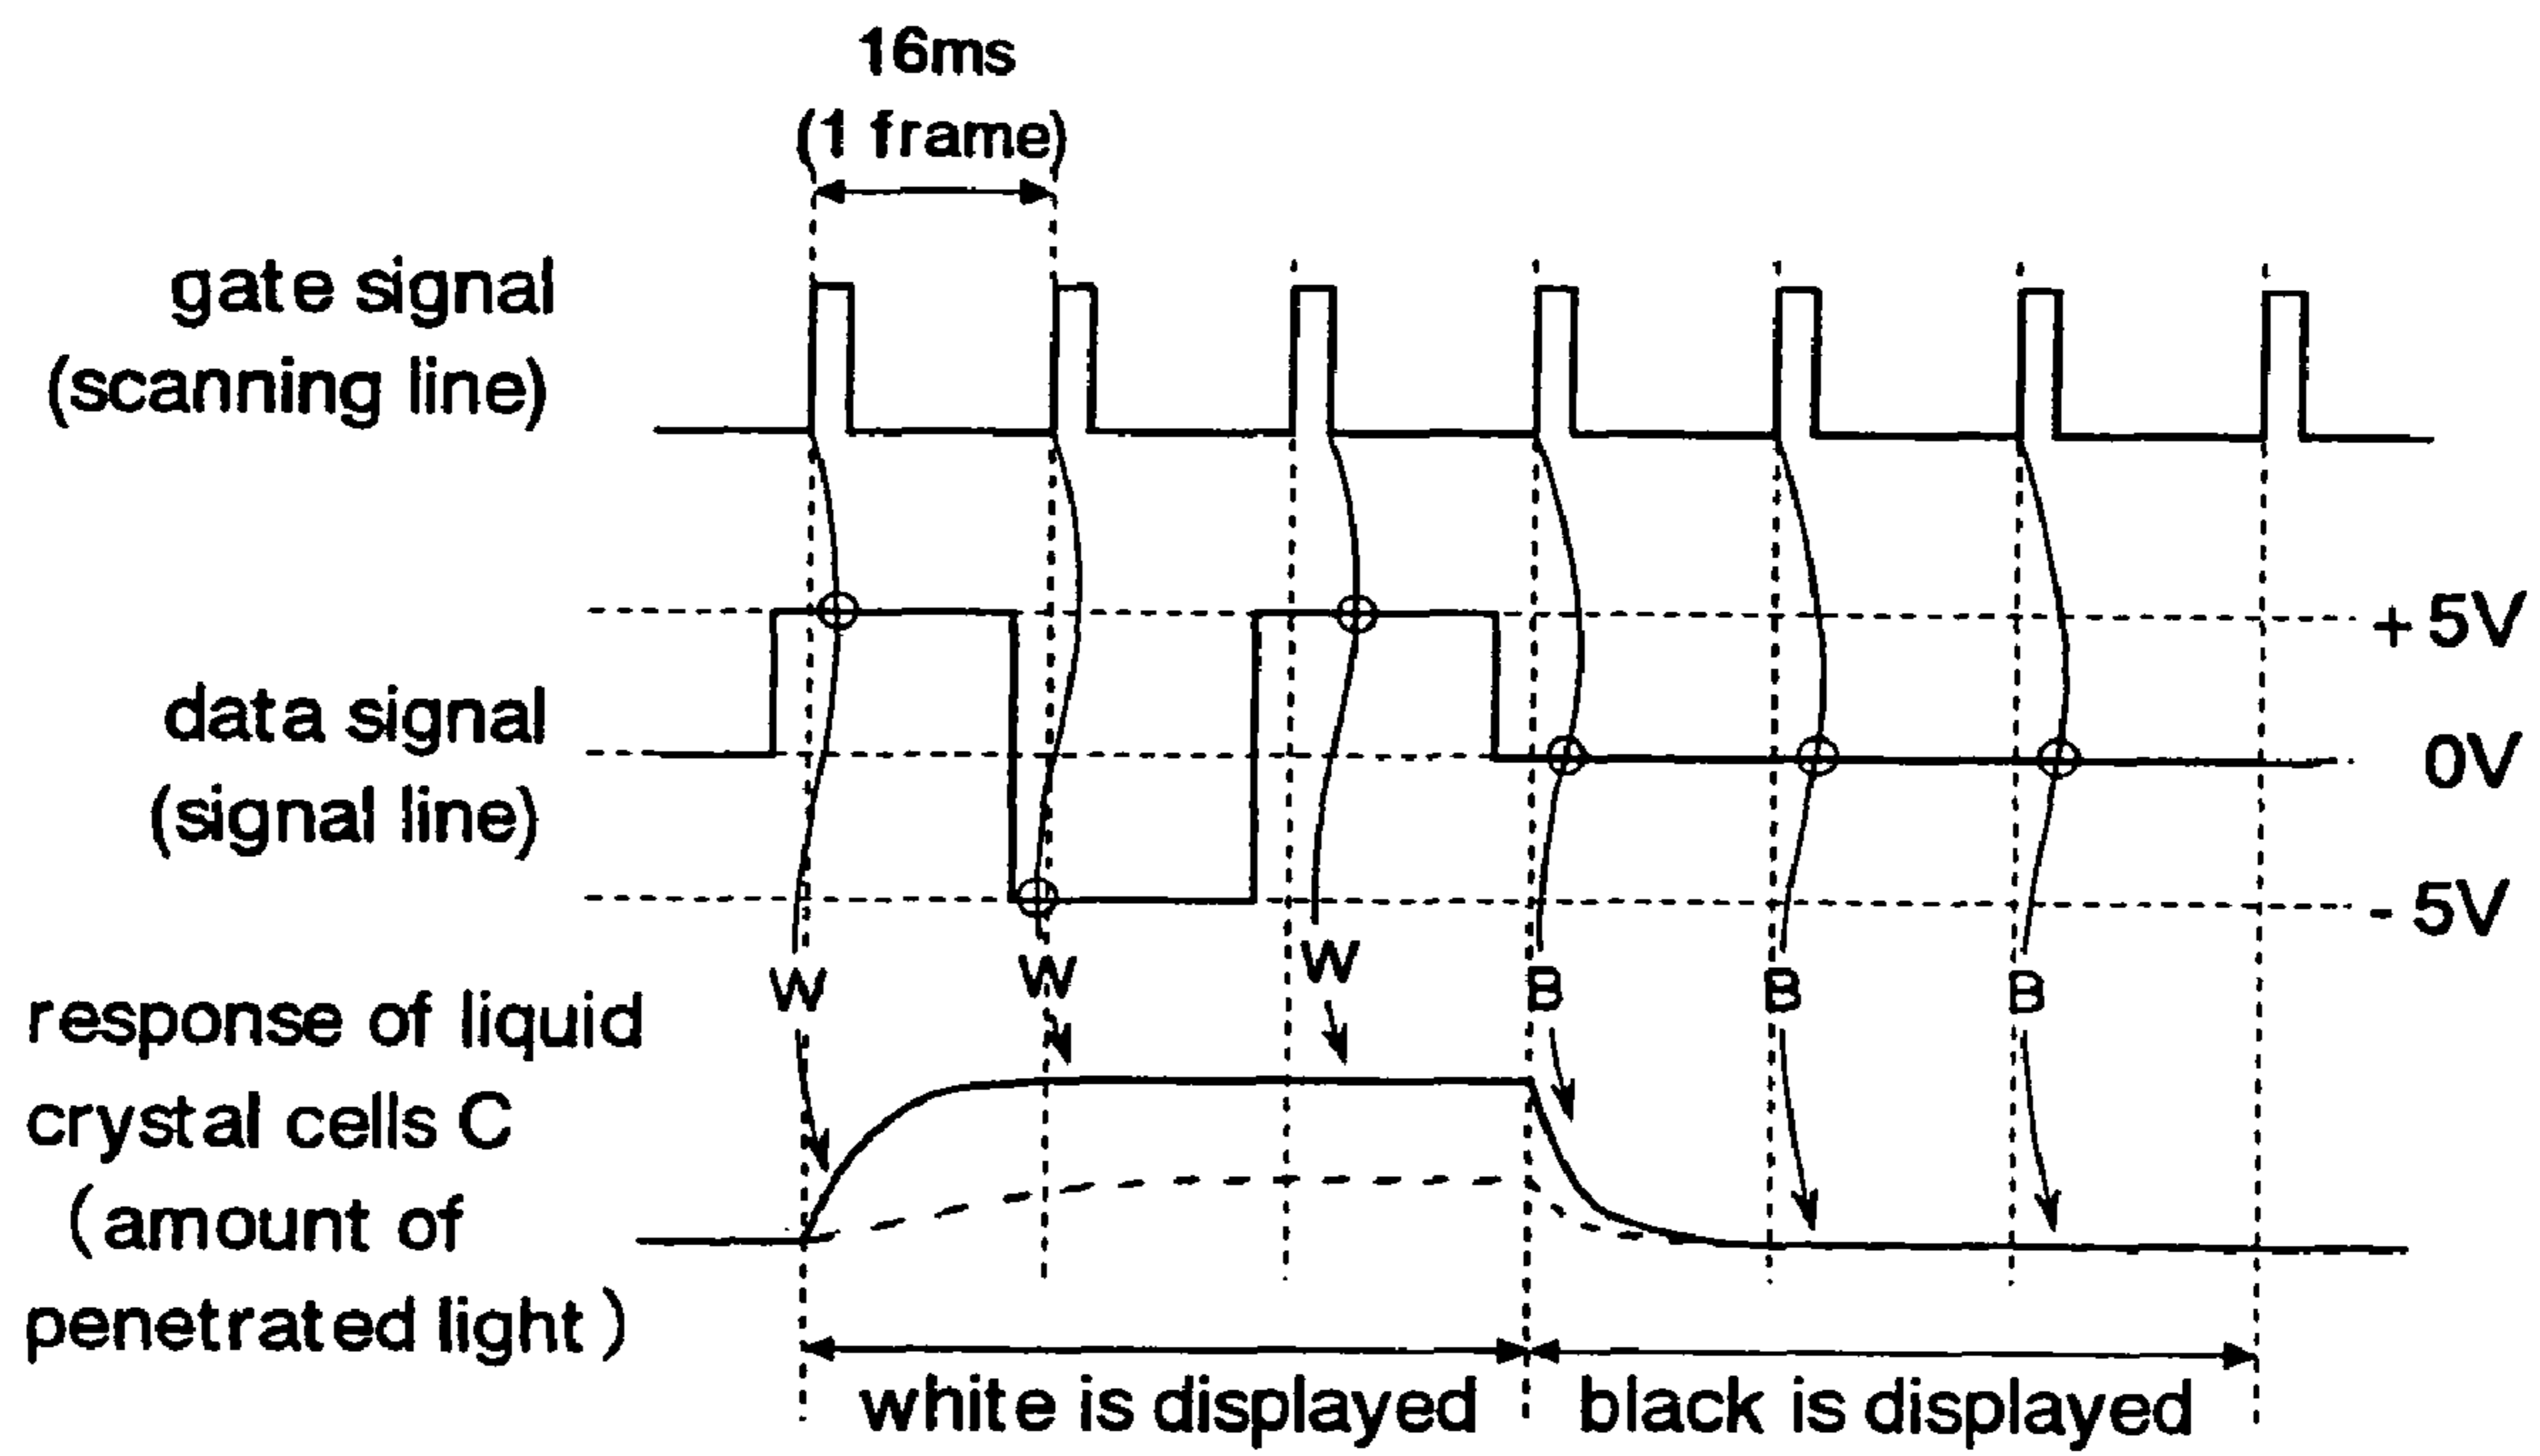 16ms
(1 frame)
gate signal
(scanning line)
+5V
data signal
(signal line)
0V
-5V
W W W B B B
response of liquid
crystal cells C
(amount of
penetrated light)
white is displayed black is displayed